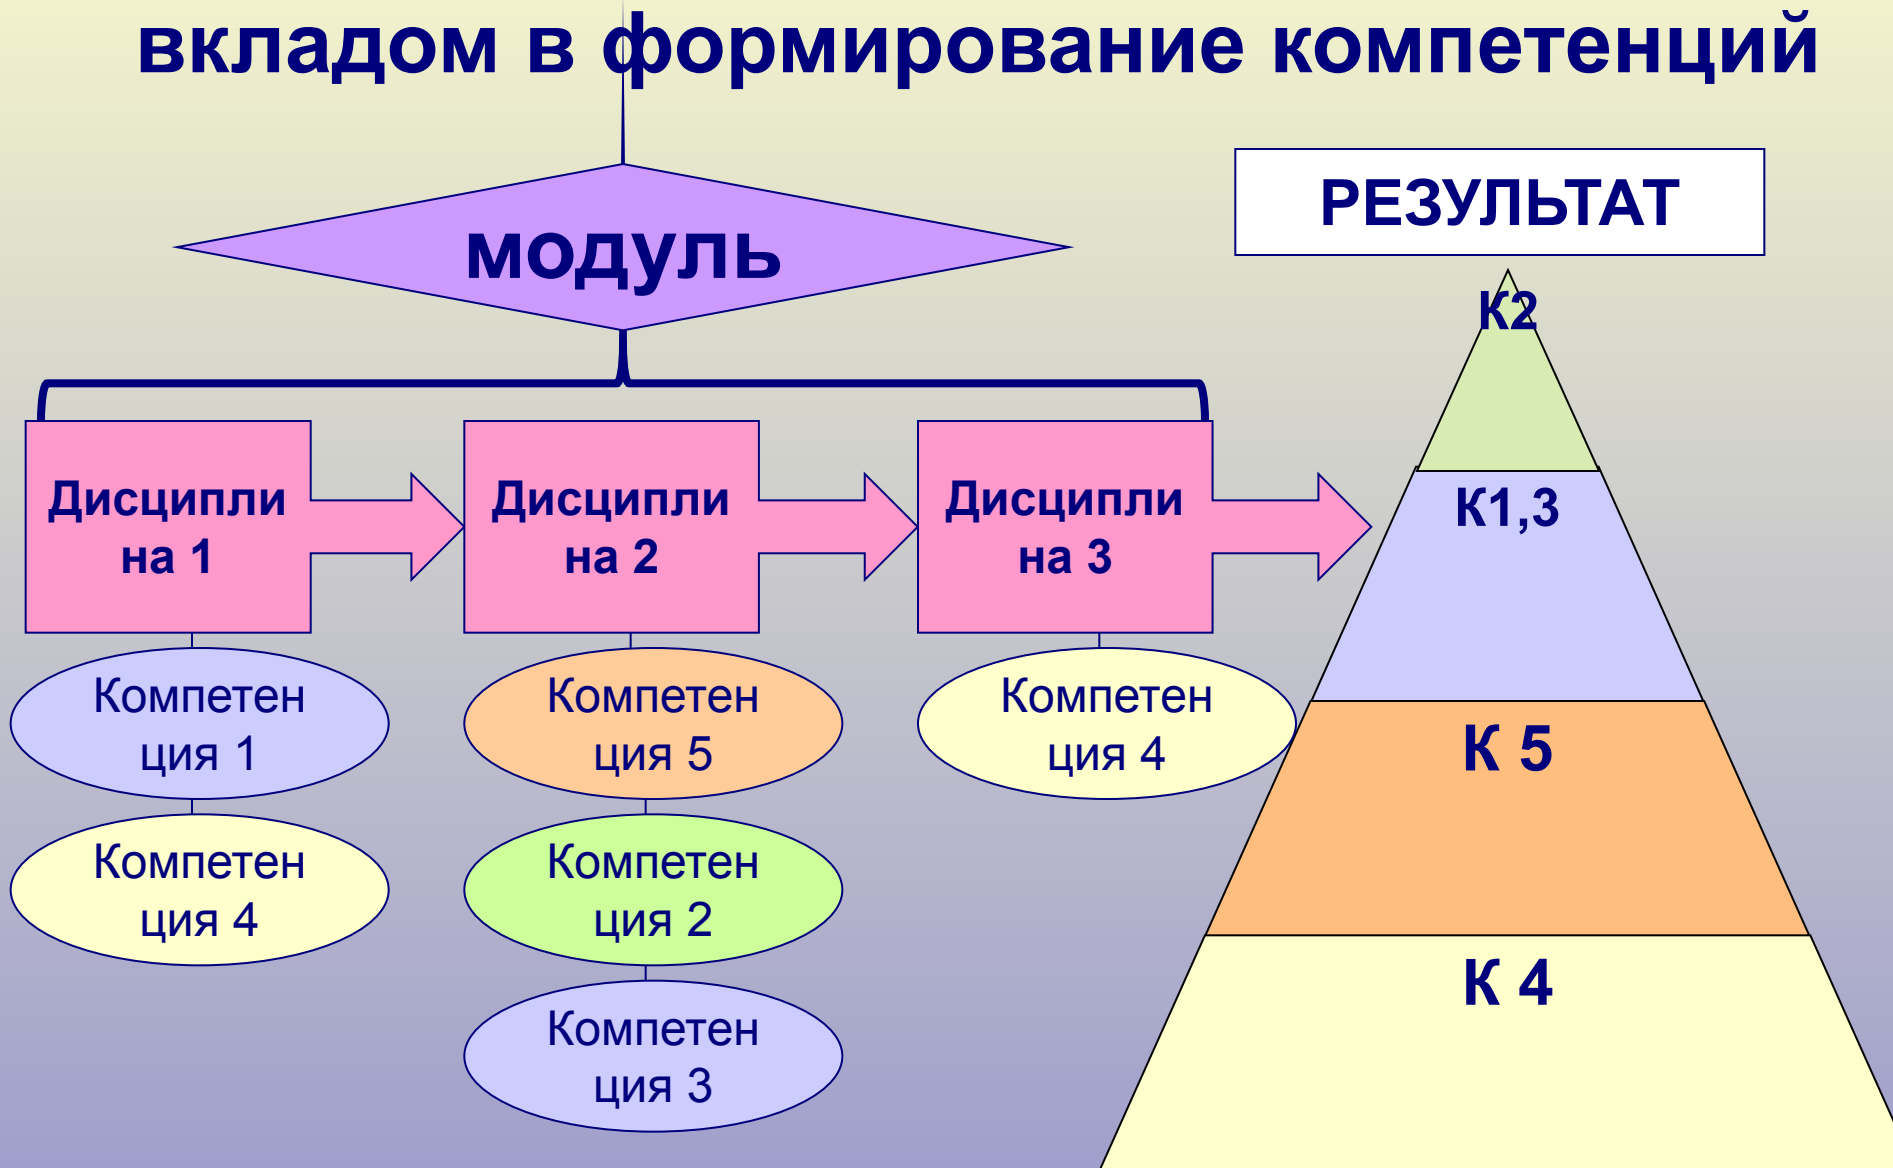 вкладом в формирование компетенций
модуль
РЕЗУЛЬТАТ
Дисципли
на 1
Дисципли
на 2
Дисципли
на 3
Компетен
ция 1
Компетен
ция 4
Компетен
ция 5
Компетен
ция 2
Компетен
ция 3
Компетен
ция 4
К2
К1,3
К 5
К 4